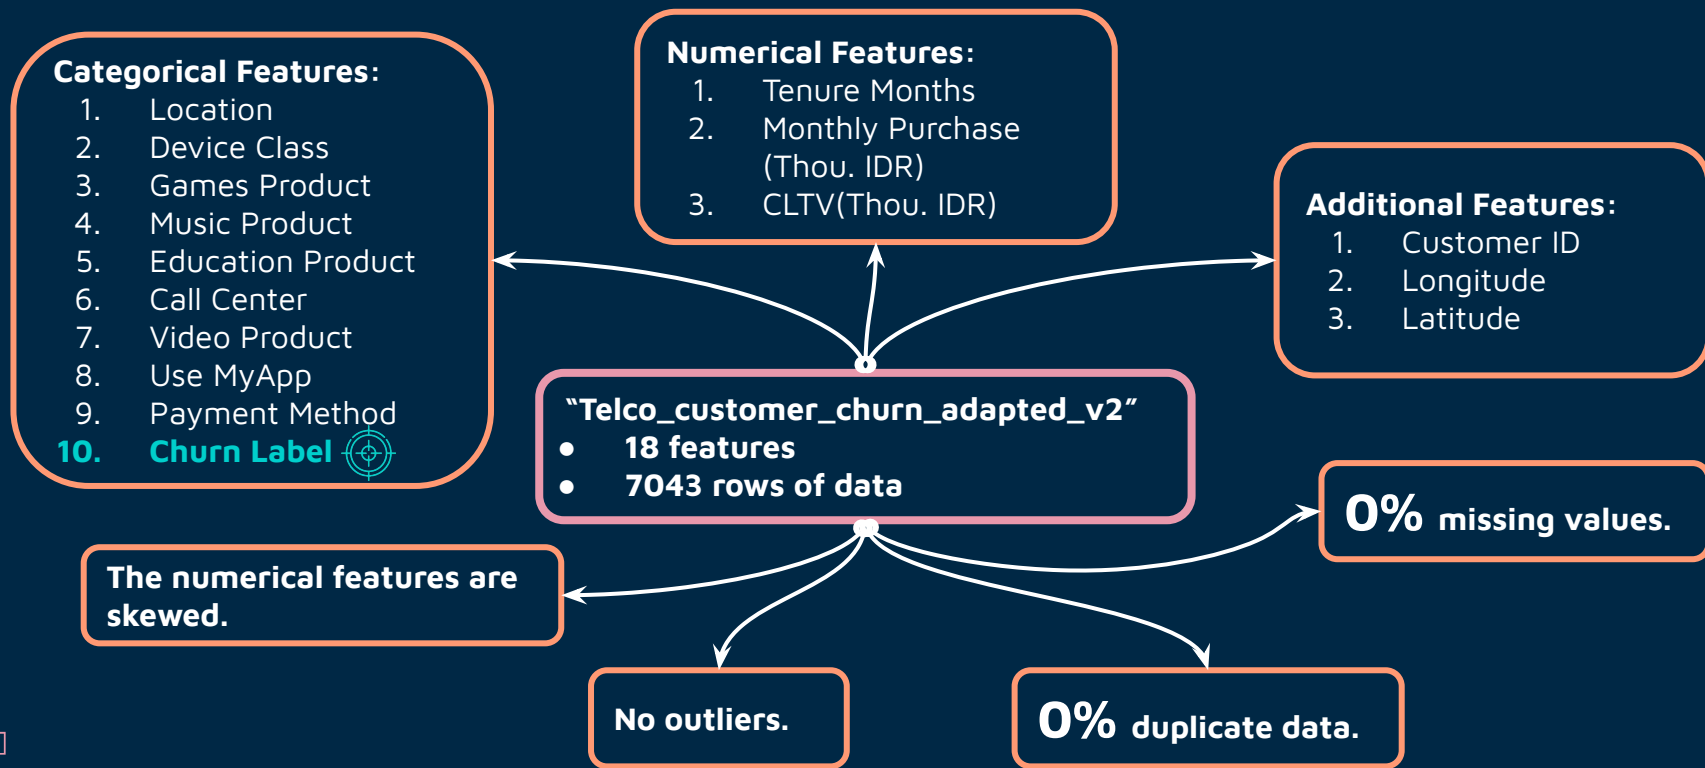 Categorical Features:
1. Location
2. Device Class
3. Games Product
4. Music Product
5. Education Product
6. Call Center
7. Video Product
8. Use MyApp
9. Payment Method
10. Churn Label
Numerical Features:
1. Tenure Months
2. Monthly Purchase
(Thou. IDR)
3. CLTV(Thou. IDR)
Additional Features:
1. Customer ID
2. Longitude
3. Latitude
“Telco_customer_churn_adapted_v2”
● 18 features
● 7043 rows of data
0% missing values.
The numerical features are
skewed.
No outliers.
0% duplicate data.